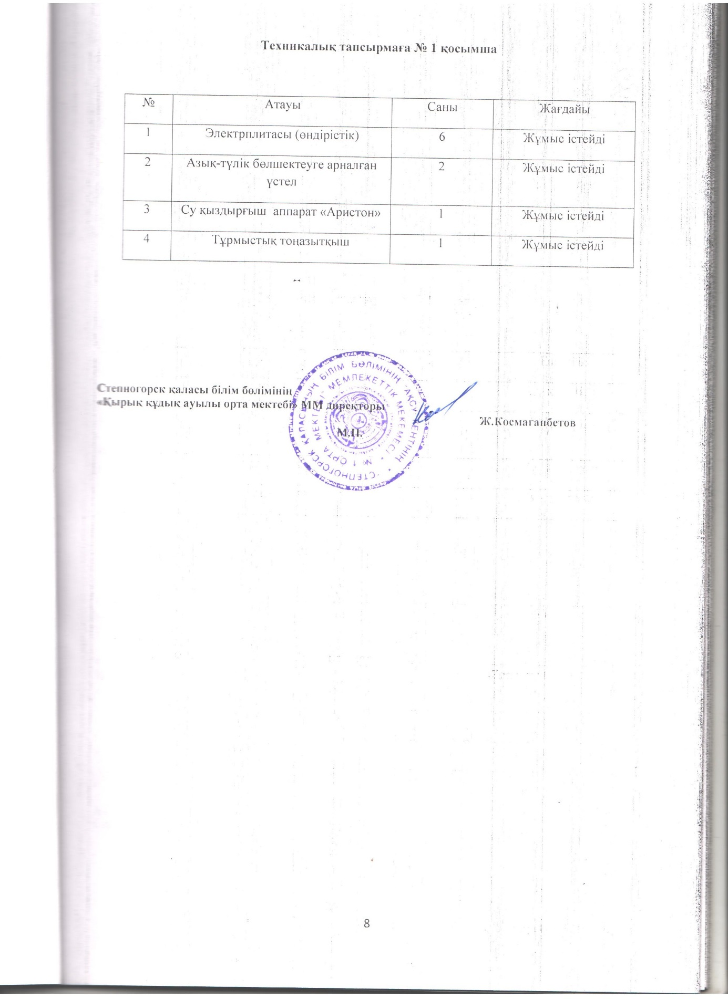 Техникалық тапсырмаға № 1 қосымша
№ Атауы Саны Жағдайы
1 Электрплитасы (өндірістік) 6 Жұмыс істейді
2 Азық-түлік бөлшектеуге арналған 2 Жұмыс істейді
үстел
3 Су қыздырғыш аппарат «Аристон» 1 Жұмыс істейді
4 Тұрмыстық тоңазытқыш 1 Жұмыс істейді
Степногорск қаласы білім бөлімінің
«Қырық құдық ауылы орта мектебі» ММ директоры
Ж.Космаганбетов
М.П.
"СТЕПНОГОРСК ҚАЛАСЫНЫҢ БІЛІМ БӨЛІМІНІҢ "АҚСУ КЕНТІНІҢ
№ 1 ОРТА МЕКТЕБІ" МЕМЛЕКЕТТІК МЕКЕМЕСІ
8